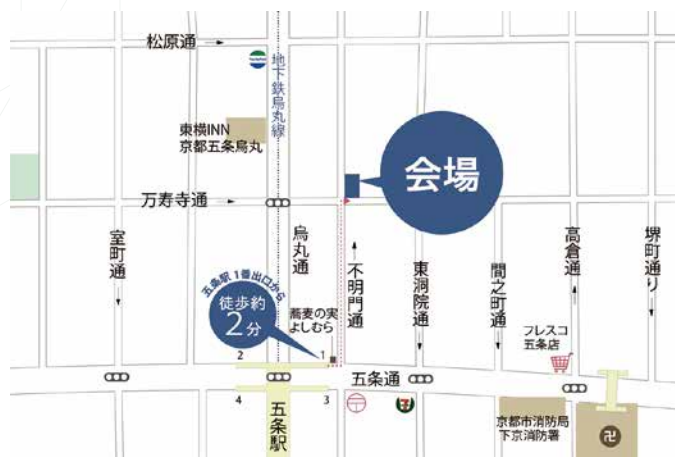 松原通
地下鉄烏丸線
東横INN
京都五条烏丸
会場
万寿寺通
室町通
烏丸通
不明門通
東洞院通
間之町通
高倉通
堺町通り
五条駅 1番出口から
徒歩約
2分
蕎麦の実
よしむら
フレスコ
五条店
2
1
五条通
4
3
五条駅
7
京都市消防局
下京消防署
卍